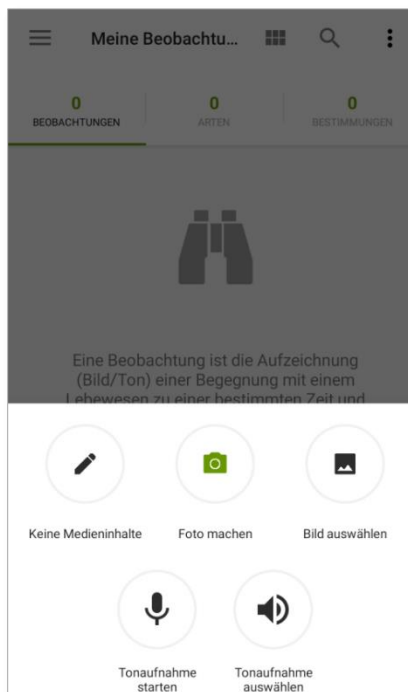 Meine Beobachtu...
0 0 0
BEOBACHTUNGEN ARTEN BESTIMMUNGEN
Eine Beobachtung ist die Aufzeichnung
(Bild/Ton) einer Begegnung mit einem
Lebewesen zu einer bestimmten Zeit und
Keine Medieninhalte Foto machen Bild auswählen
Tonaufnahme starten
Tonaufnahme auswählen